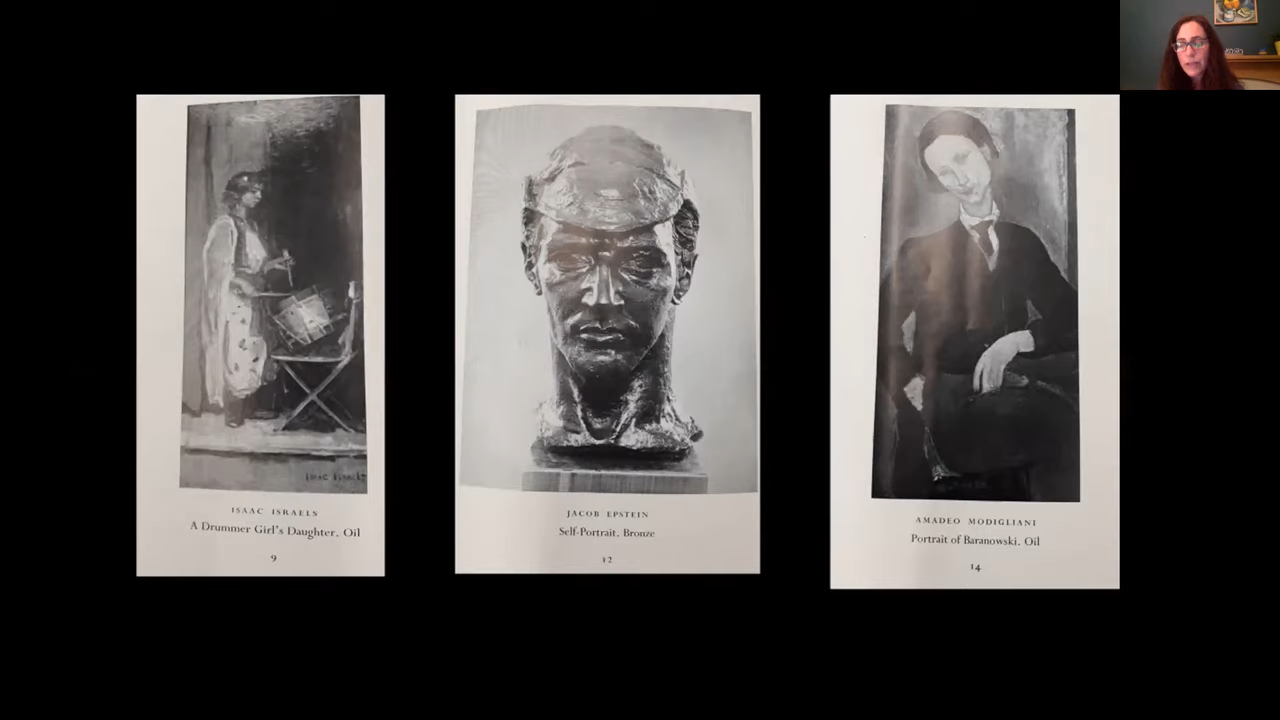 ISAAC ISRAELS
A Drummer Girl's Daughter. Oil
9
JACOB EPSTEIN
Self-Portrait, Bronze
12
AMADEO MODIGLIANI
Portrait of Baranowski. Oil
14